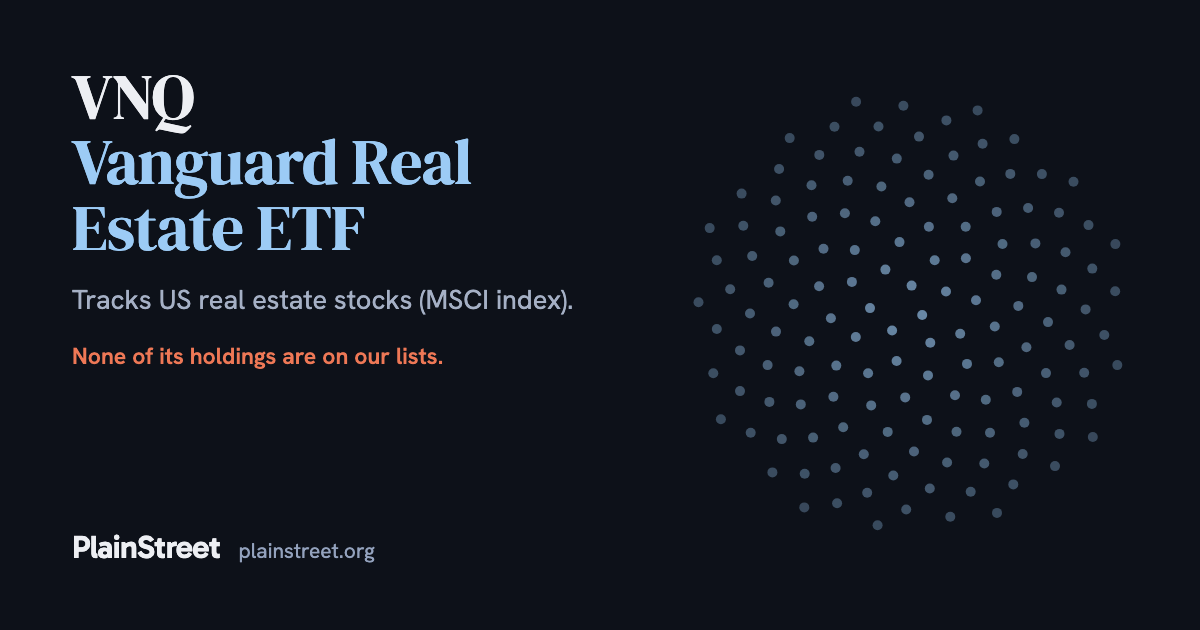 VNQ
Vanguard Real
Estate ETF
Tracks US real estate stocks (MSCI index).
None of its holdings are on our lists.
PlainStreet plainstreet.org